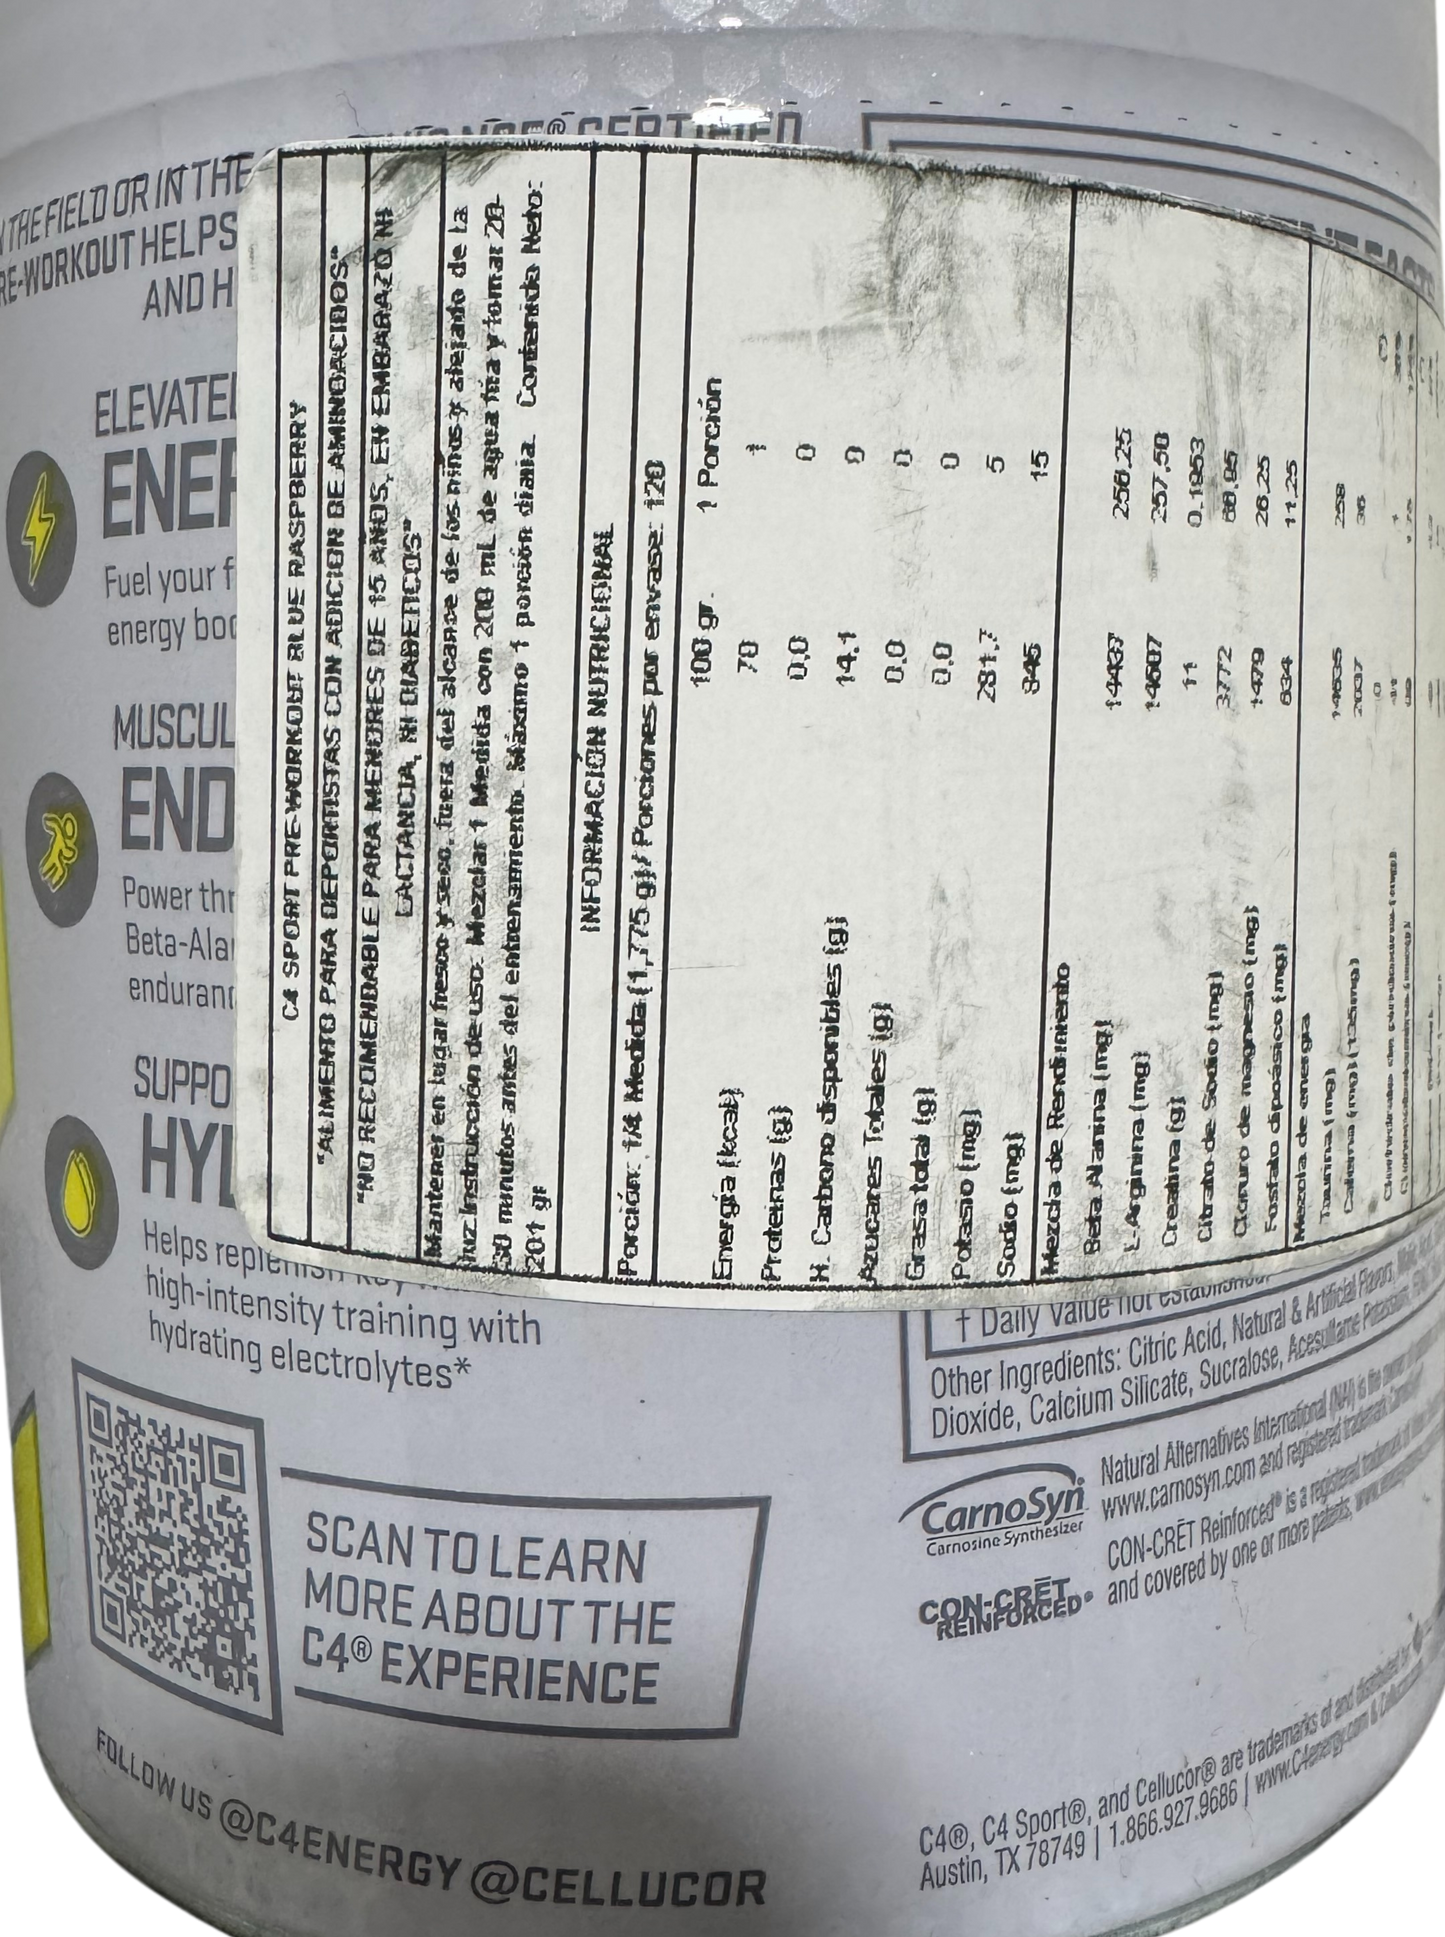 CERTIFIED
THE FIELD OR IN THE
RE-WORKOUT HELPS
AND H
ELEVATE
ENER
Fuel your f
energy boo
MUSCUL
END
Power thr
Beta-Ala
enduran
SUPPO
HY
Helps replenish key
high-intensity training with
hydrating electrolytes*
SCAN TO LEARN
MORE ABOUT THE
C4® EXPERIENCE
FOLLOW US @C4ENERGY @CELLUCOR
C4 SPORT PRE-WORKOUT BLUE RASPBERRY
"ALIMENTO PARA DEPORTISTAS CON ADICION DE AMINOACIDOS"
"NO RECOMENDABLE PARA MENORES DE 15 AÑOS, EN EMBARAZO NI
LACTANCIA, NI DIABETICOS"
Mantener en lugar fresco y seco, fuera del alcance de los niños y alejado de la
luz. Instrucción de uso: Mezclar 1 Medida con 200 mL de agua fria y tomar 20-
30 minutos antes del entrenamiento. Máximo 1 porción diaria. Contenido Neto:
201 gr
INFORMACIÓN NUTRICIONAL
Porción: 1/4 Medida (1,775 g)/ Porciones por envase: 120
100 gr. 1 Porción
Energía (kcal) 70 1
Proteinas (g) 0,0 0
H. Carbono disponibles (g) 14,1 0
Azucares Totales (g) 0,0 0
Grasa total (g) 0,0 0
Potasio (mg) 281,7 5
Sodio (mg) 846 15
Mezcla de Rendimiento
Beta Alanina (mg) 14437 256,25
L-Arginina (mg) 14507 257,50
Creatina (g) 11 0,1953
Citrato de Sodio (mg) 3772 66,95
Cloruro de magnesio (mg) 1479 26,25
Fosfato dipoásico (mg) 634 11,25
Mezcla de energia
Taurina (mg) 14535 258
Cafeina (mg) (135mg) 2037 36
† Daily Value not established.
Other Ingredients: Citric Acid, Natural & Artificial Flavors,
Dioxide, Calcium Silicate, Sucralose, Acesulfame Potassium,
CarnoSyn®
Carnosine Synthesizer
Natural Alternatives International (NAI) is the owner of
www.carnosyn.com and registered trademark CarnoSyn®
CON-CRĒT
REINFORCED®
CON-CRĒT Reinforced® is a registered trademark of
and covered by one or more patents,
C4®, C4 Sport®, and Cellucor® are trademarks of and distributed by
Austin, TX 78749 | 1.866.927.9686 | www.C4energy.com & Cellucor